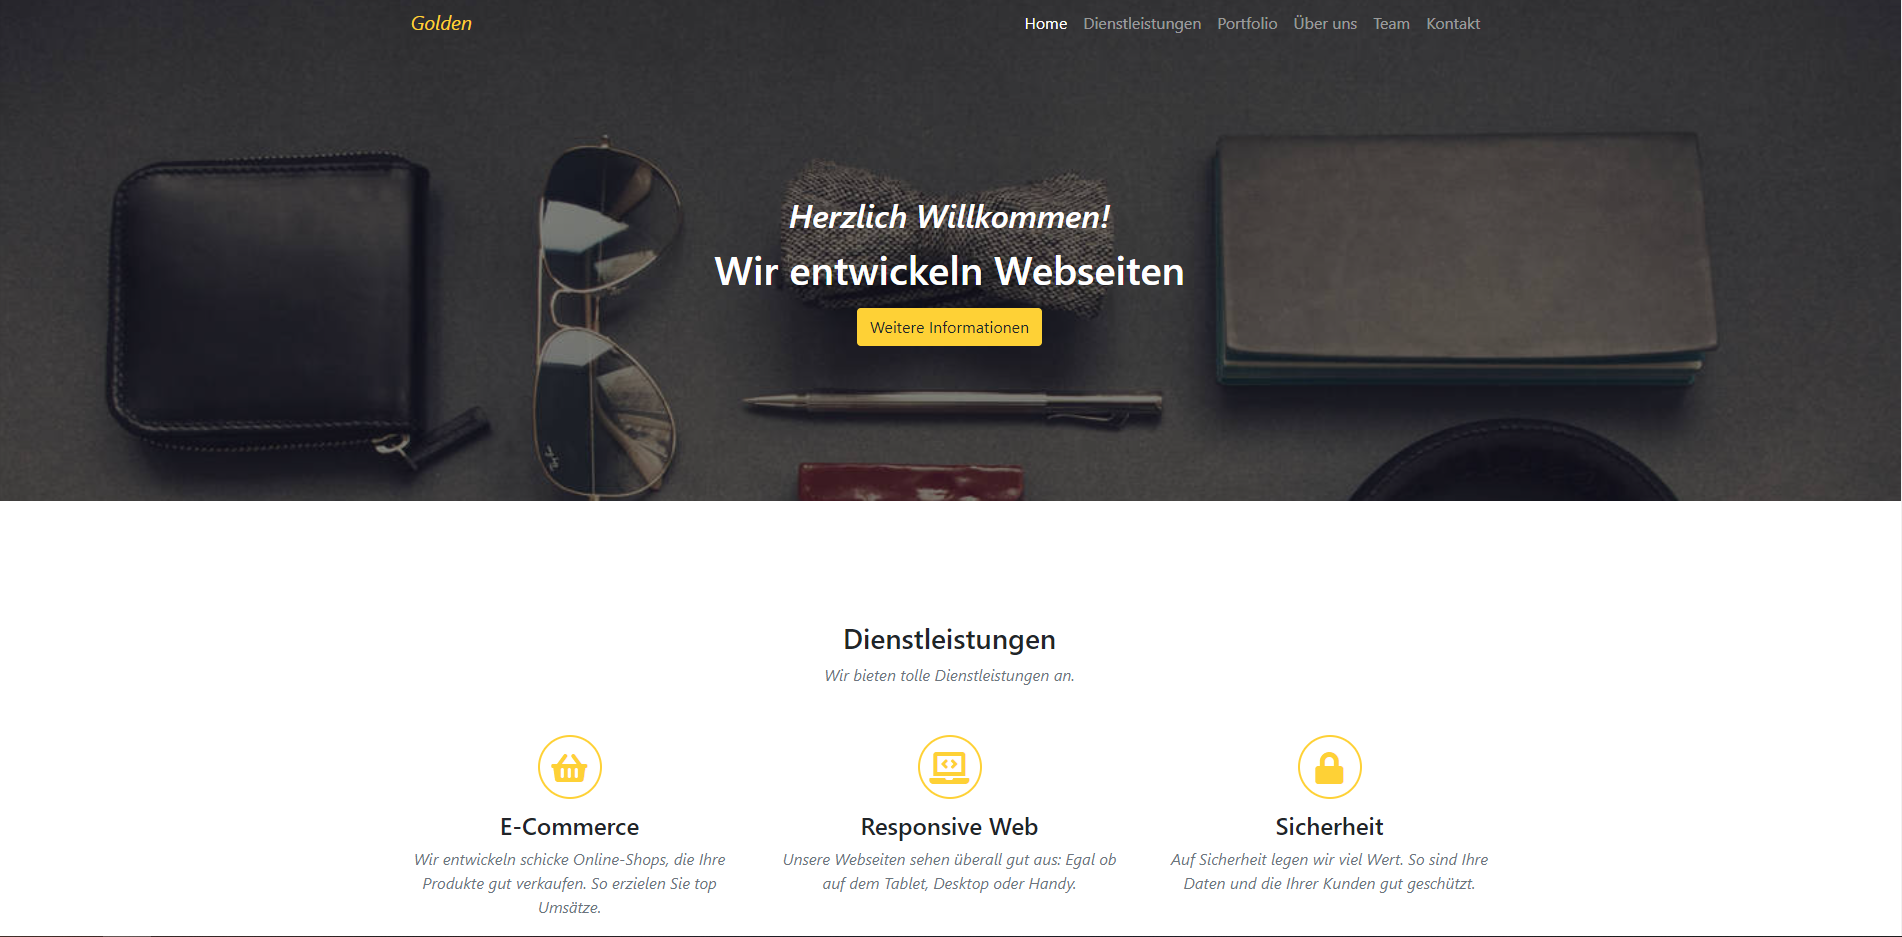 Golden
Home Dienstleistungen Portfolio Über uns Team Kontakt
Herzlich Willkommen!
Wir entwickeln Webseiten
Weitere Informationen
Dienstleistungen
Wir bieten tolle Dienstleistungen an.
E-Commerce
Wir entwickeln schicke Online-Shops, die Ihre
Produkte gut verkaufen. So erzielen Sie top
Umsätze.
Responsive Web
Unsere Webseiten sehen überall gut aus: Egal ob
auf dem Tablet, Desktop oder Handy.
Sicherheit
Auf Sicherheit legen wir viel Wert. So sind Ihre
Daten und die Ihrer Kunden gut geschützt.